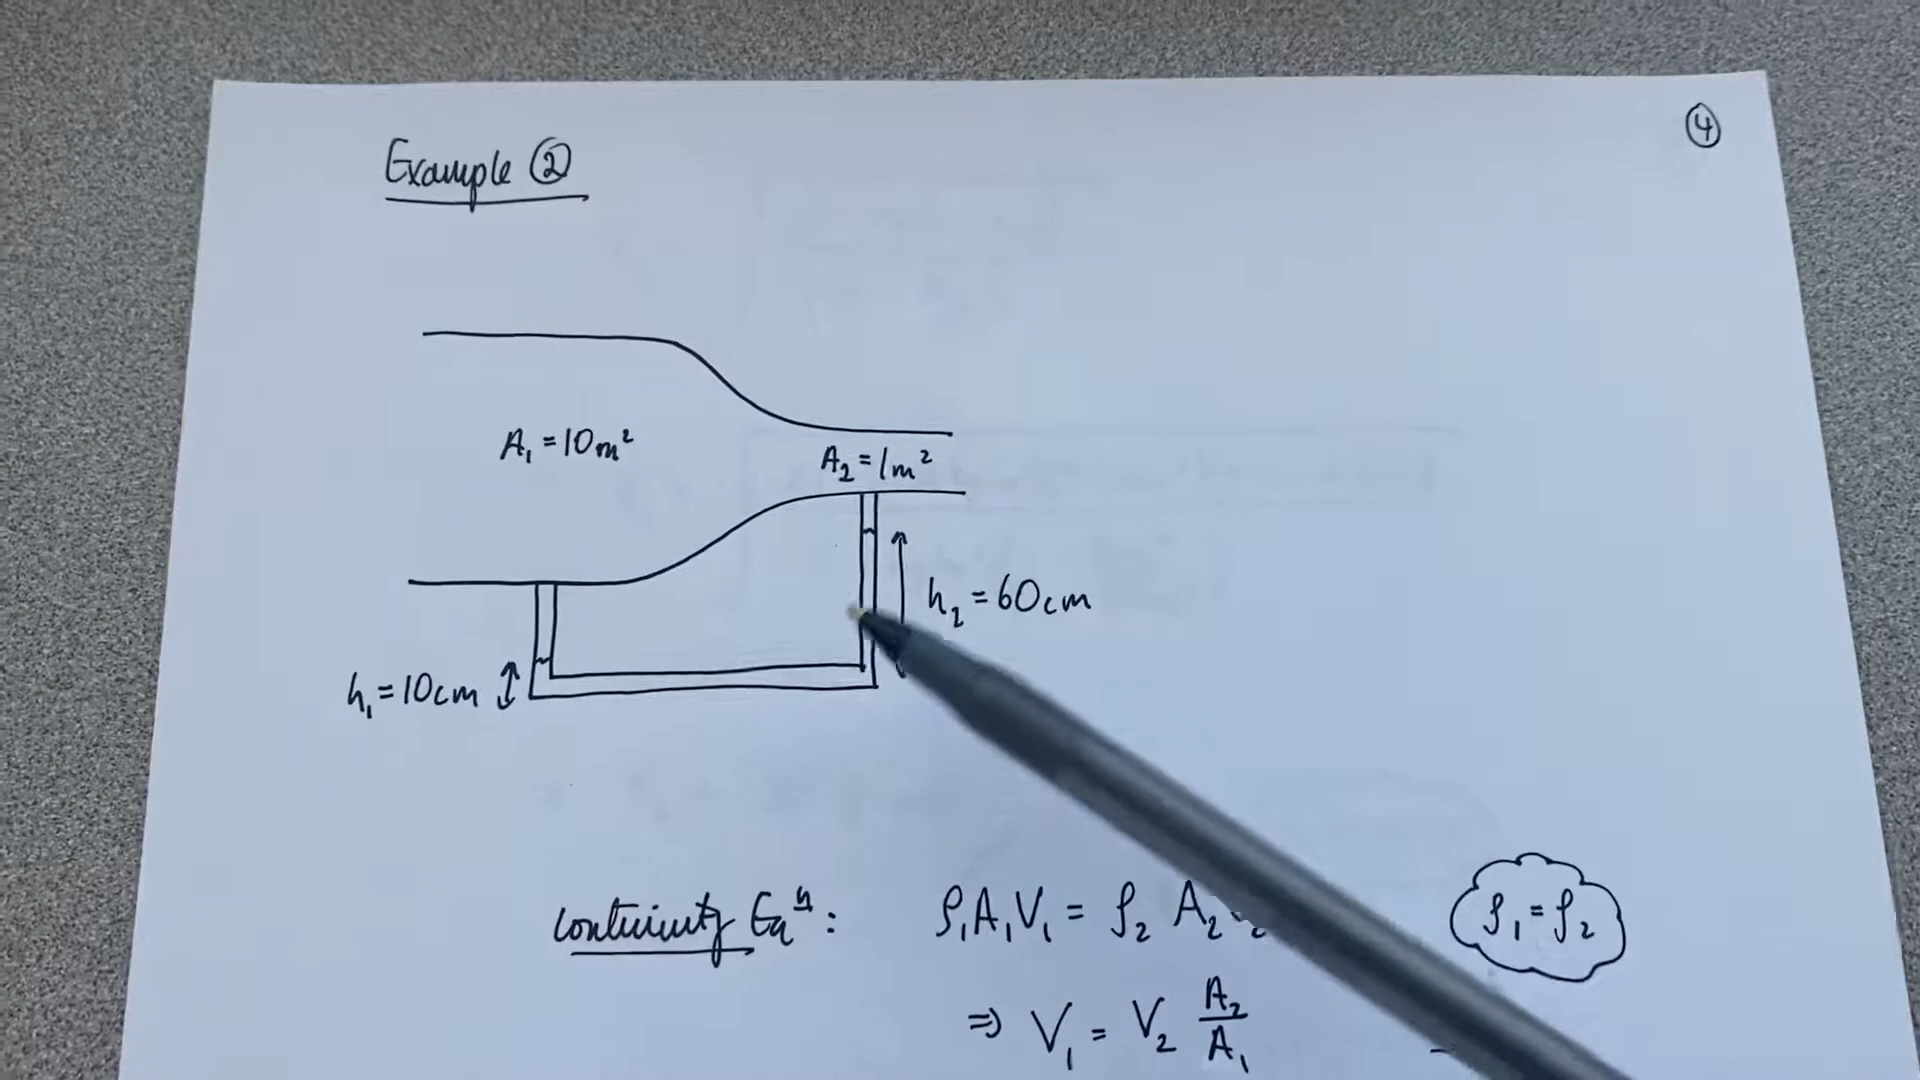 ④
Example ②
A₁ = 10m²
A₂ = 1m²
h₂ = 60cm
h₁ = 10cm
Continuity Eqⁿ: ρ₁A₁V₁ = ρ₂ A₂ ρ₁ = ρ₂
⇒ V₁ = V₂ A₂/A₁